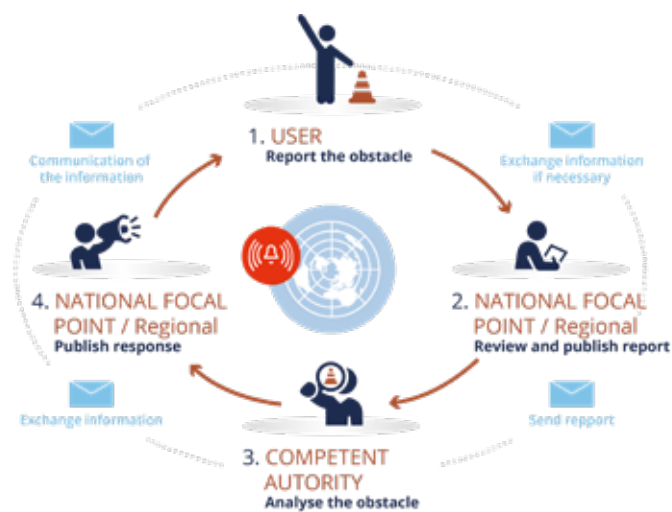 1. USER
Report the obstacle
Exchange information
if necessary
2. NATIONAL FOCAL
POINT / Regional
Review and publish report
Send repport
3. COMPETENT
AUTORITY
Analyse the obstacle
Exchange information
4. NATIONAL FOCAL
POINT / Regional
Publish response
Communication of
the information